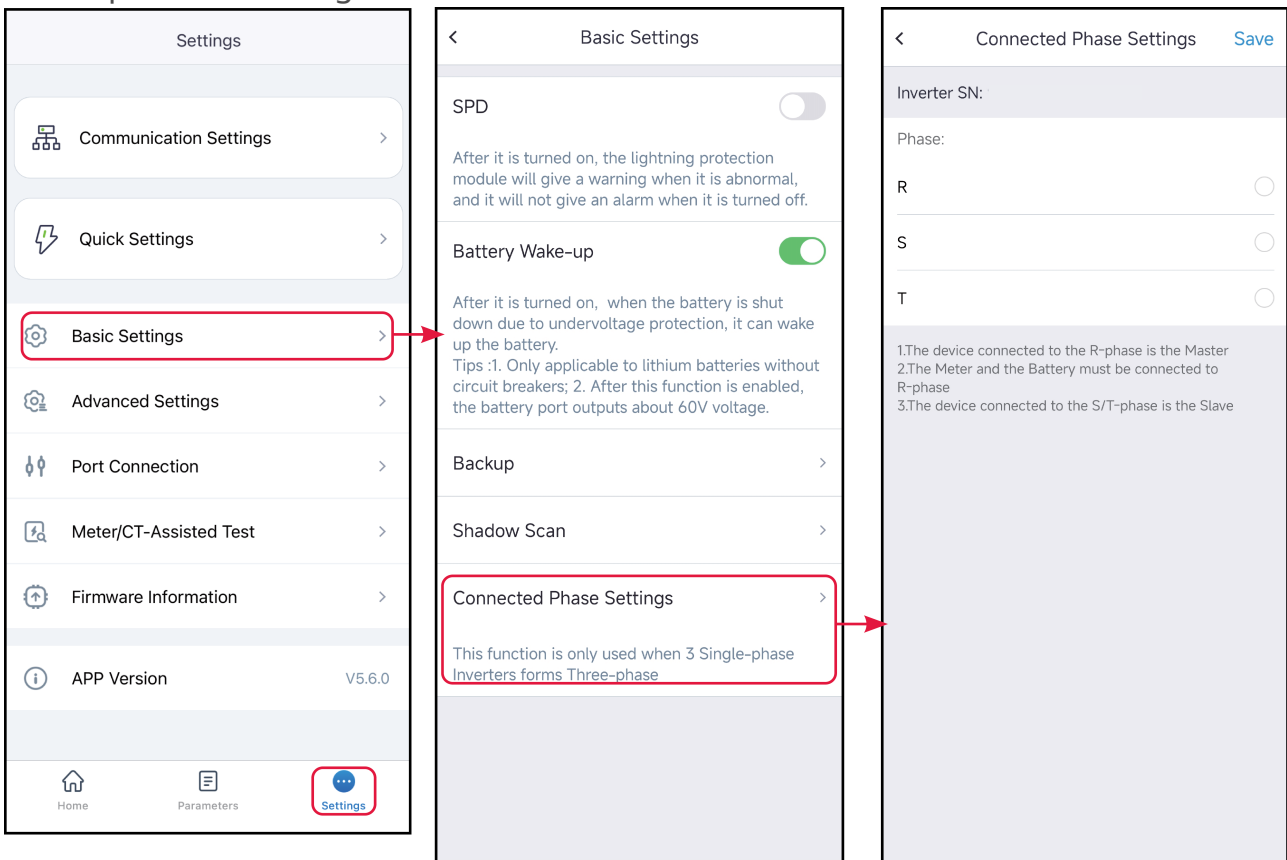 Settings
Communication Settings
Quick Settings
Basic Settings
Advanced Settings
Port Connection
Meter/CT-Assisted Test
Firmware Information
APP Version V5.6.0
Home Parameters Settings
Basic Settings
SPD
After it is turned on, the lightning protection
module will give a warning when it is abnormal,
and it will not give an alarm when it is turned off.
Battery Wake-up
After it is turned on, when the battery is shut
down due to undervoltage protection, it can wake
up the battery.
Tips :1. Only applicable to lithium batteries without
circuit breakers; 2. After this function is enabled,
the battery port outputs about 60V voltage.
Backup
Shadow Scan
Connected Phase Settings
This function is only used when 3 Single-phase
Inverters forms Three-phase
Connected Phase Settings Save
Inverter SN:
Phase:
R
S
T
1.The device connected to the R-phase is the Master
2.The Meter and the Battery must be connected to
R-phase
3.The device connected to the S/T-phase is the Slave